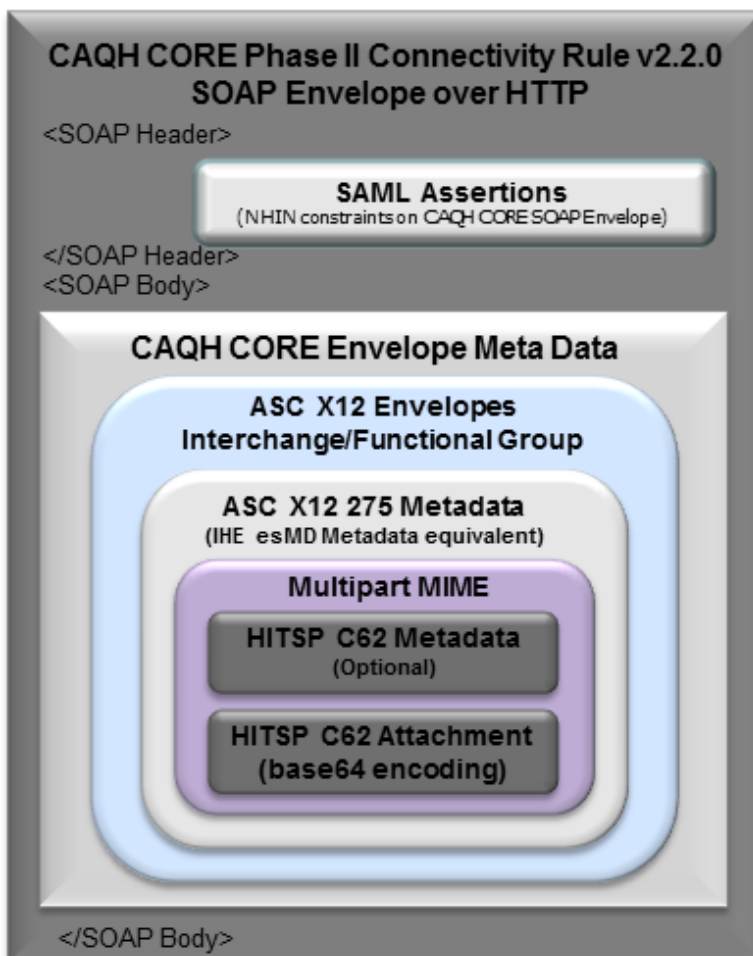 CAQH CORE Phase II Connectivity Rule v2.2.0
SOAP Envelope over HTTP
<SOAP Header>
SAML Assertions
(NHIN constraints on CAQH CORE SOAP Envelope)
</SOAP Header>
<SOAP Body>
CAQH CORE Envelope Meta Data
ASC X12 Envelopes
Interchange/Functional Group
ASC X12 275 Metadata
(IHE esMD Metadata equivalent)
Multipart MIME
HITSP C62 Metadata
(Optional)
HITSP C62 Attachment
(base64 encoding)
</SOAP Body>